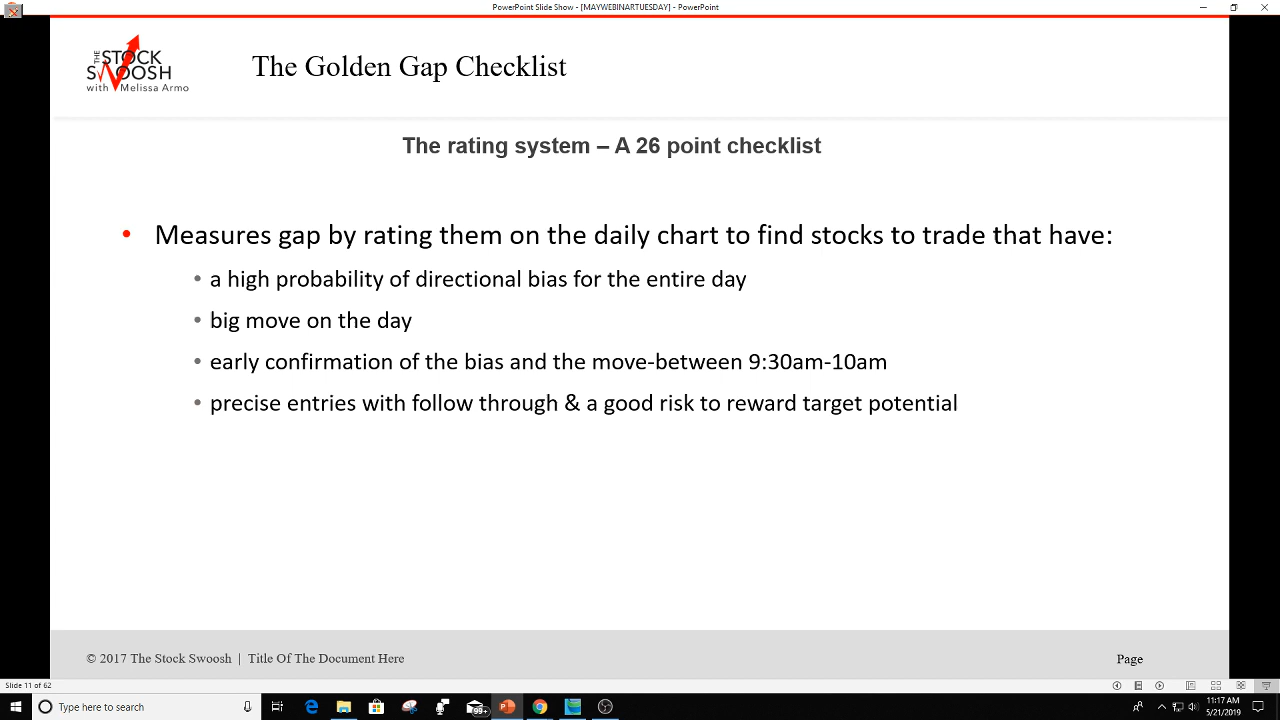 PowerPoint Slide Show - [MAYWEBINARTUESDAY] - PowerPoint
THE STOCK SWOOSH
with Melissa Armo
The Golden Gap Checklist
The rating system – A 26 point checklist
• Measures gap by rating them on the daily chart to find stocks to trade that have:
• a high probability of directional bias for the entire day
• big move on the day
• early confirmation of the bias and the move-between 9:30am-10am
• precise entries with follow through & a good risk to reward target potential
© 2017 The Stock Swoosh | Title Of The Document Here
Page
Slide 11 of 62
Type here to search
99+
11:17 AM
5/21/2019